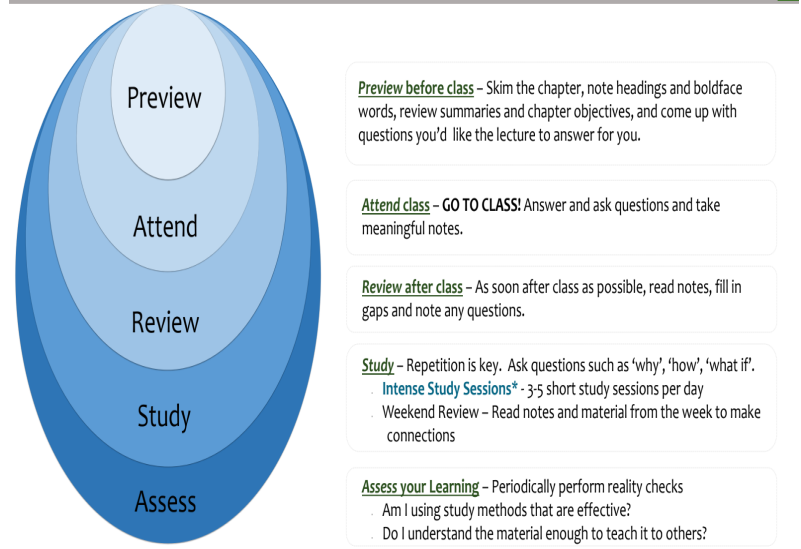 Preview
Attend
Review
Study
Assess
Preview before class – Skim the chapter, note headings and boldface
words, review summaries and chapter objectives, and come up with
questions you'd like the lecture to answer for you.
Attend class – GO TO CLASS! Answer and ask questions and take
meaningful notes.
Review after class – As soon after class as possible, read notes, fill in
gaps and note any questions.
Study – Repetition is key. Ask questions such as ‘why’, ‘how’, ‘what if’.
. Intense Study Sessions* - 3-5 short study sessions per day
. Weekend Review – Read notes and material from the week to make
connections
Assess your Learning – Periodically perform reality checks
. Am I using study methods that are effective?
. Do I understand the material enough to teach it to others?